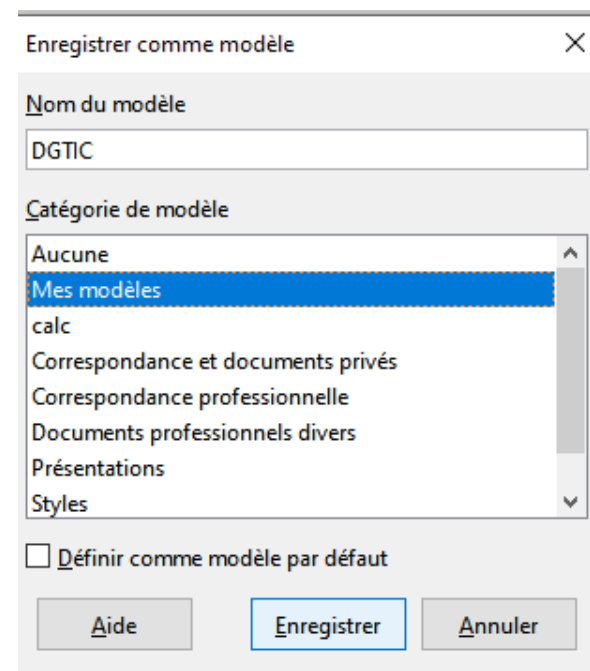 Enregistrer comme modèle
Nom du modèle
DGTIC
Catégorie de modèle
Aucune
Mes modèles
calc
Correspondance et documents privés
Correspondance professionnelle
Documents professionnels divers
Présentations
Styles
Définir comme modèle par défaut
Aide Enregistrer Annuler